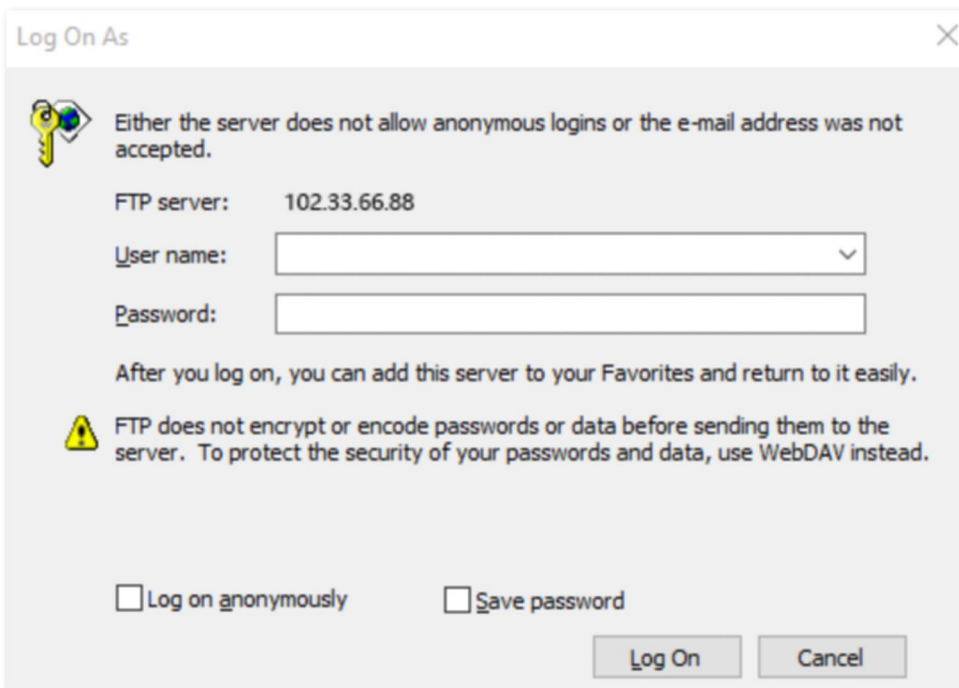 Log On As
Either the server does not allow anonymous logins or the e-mail address was not
accepted.
FTP server: 102.33.66.88
User name:
Password:
After you log on, you can add this server to your Favorites and return to it easily.
FTP does not encrypt or encode passwords or data before sending them to the
server. To protect the security of your passwords and data, use WebDAV instead.
Log on anonymously Save password
Log On Cancel